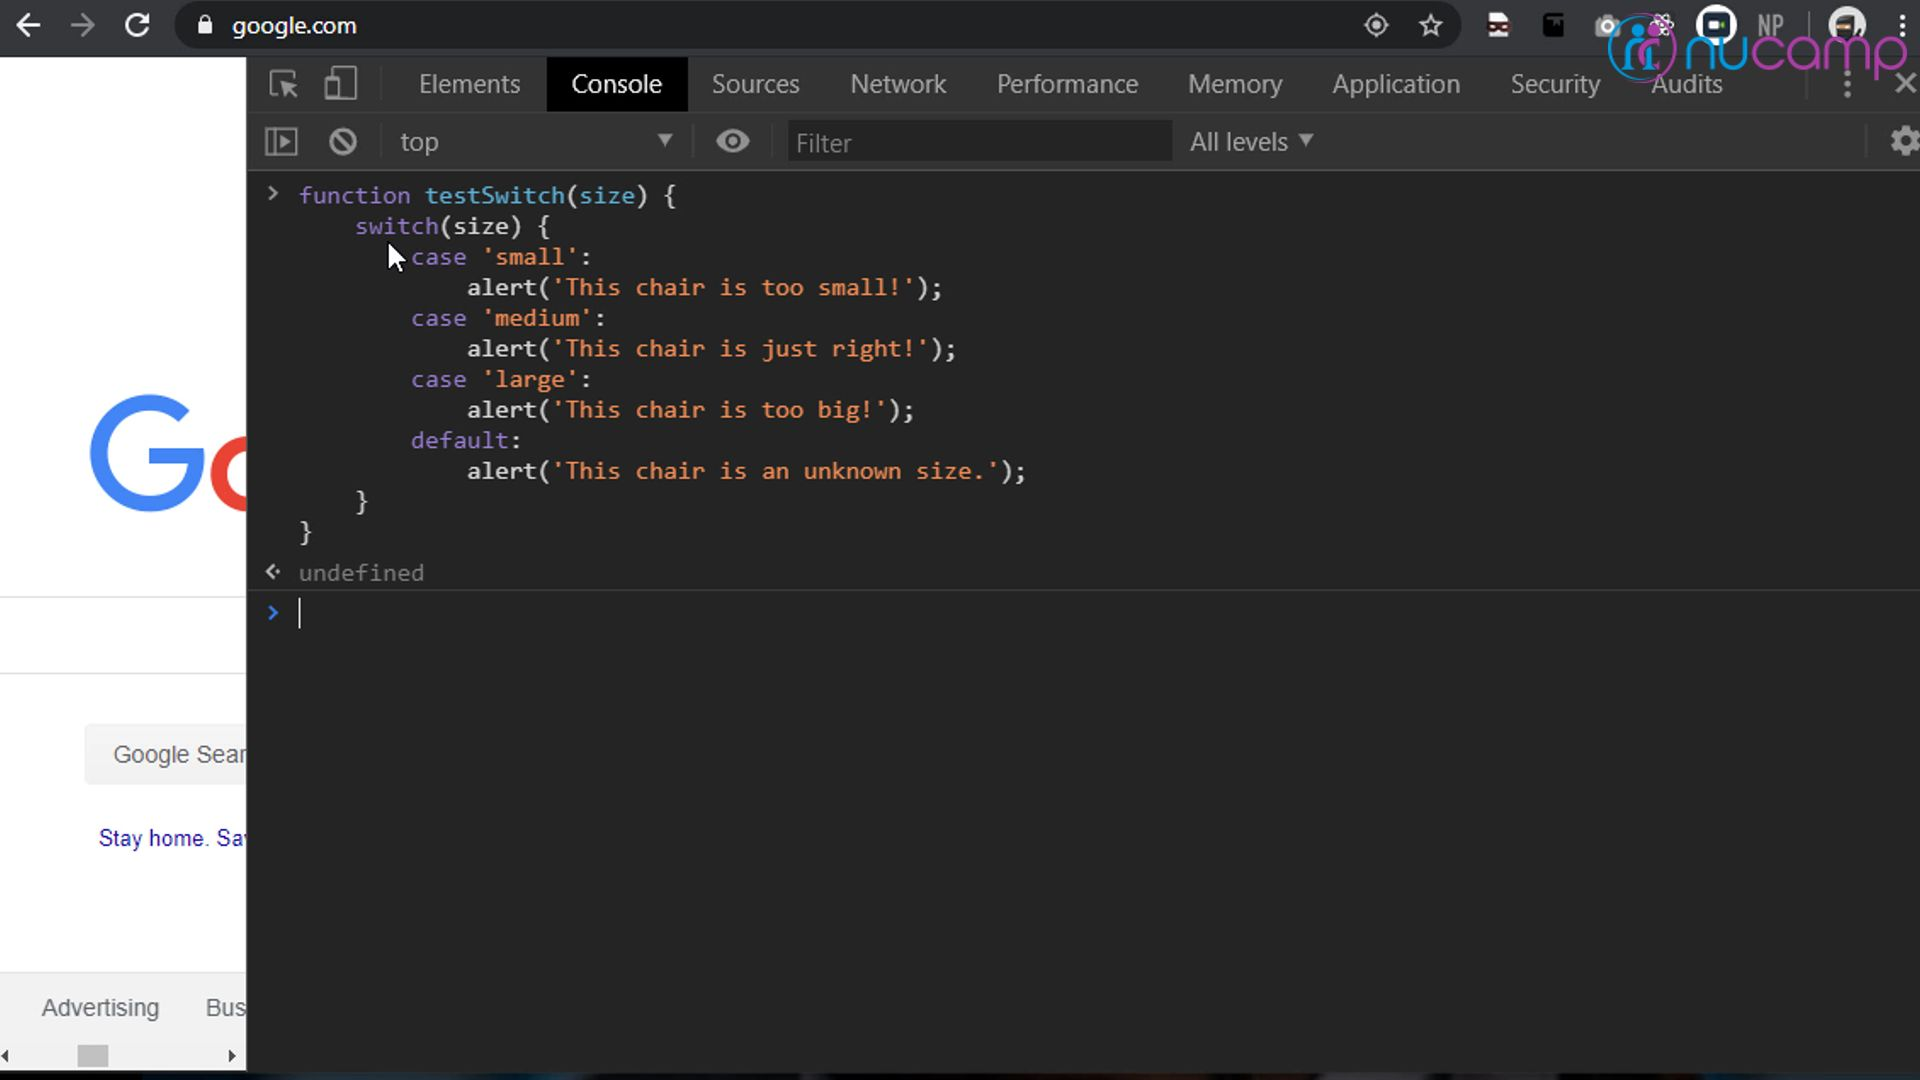 google.com
NP
nucamp
Elements Console Sources Network Performance Memory Application Security Audits
top Filter All levels
function testSwitch(size) {
switch(size) {
case 'small':
alert('This chair is too small!');
case 'medium':
alert('This chair is just right!');
case 'large':
alert('This chair is too big!');
default:
alert('This chair is an unknown size.');
}
}
undefined
Go
Google Sear
Stay home. Sav
Advertising Bus